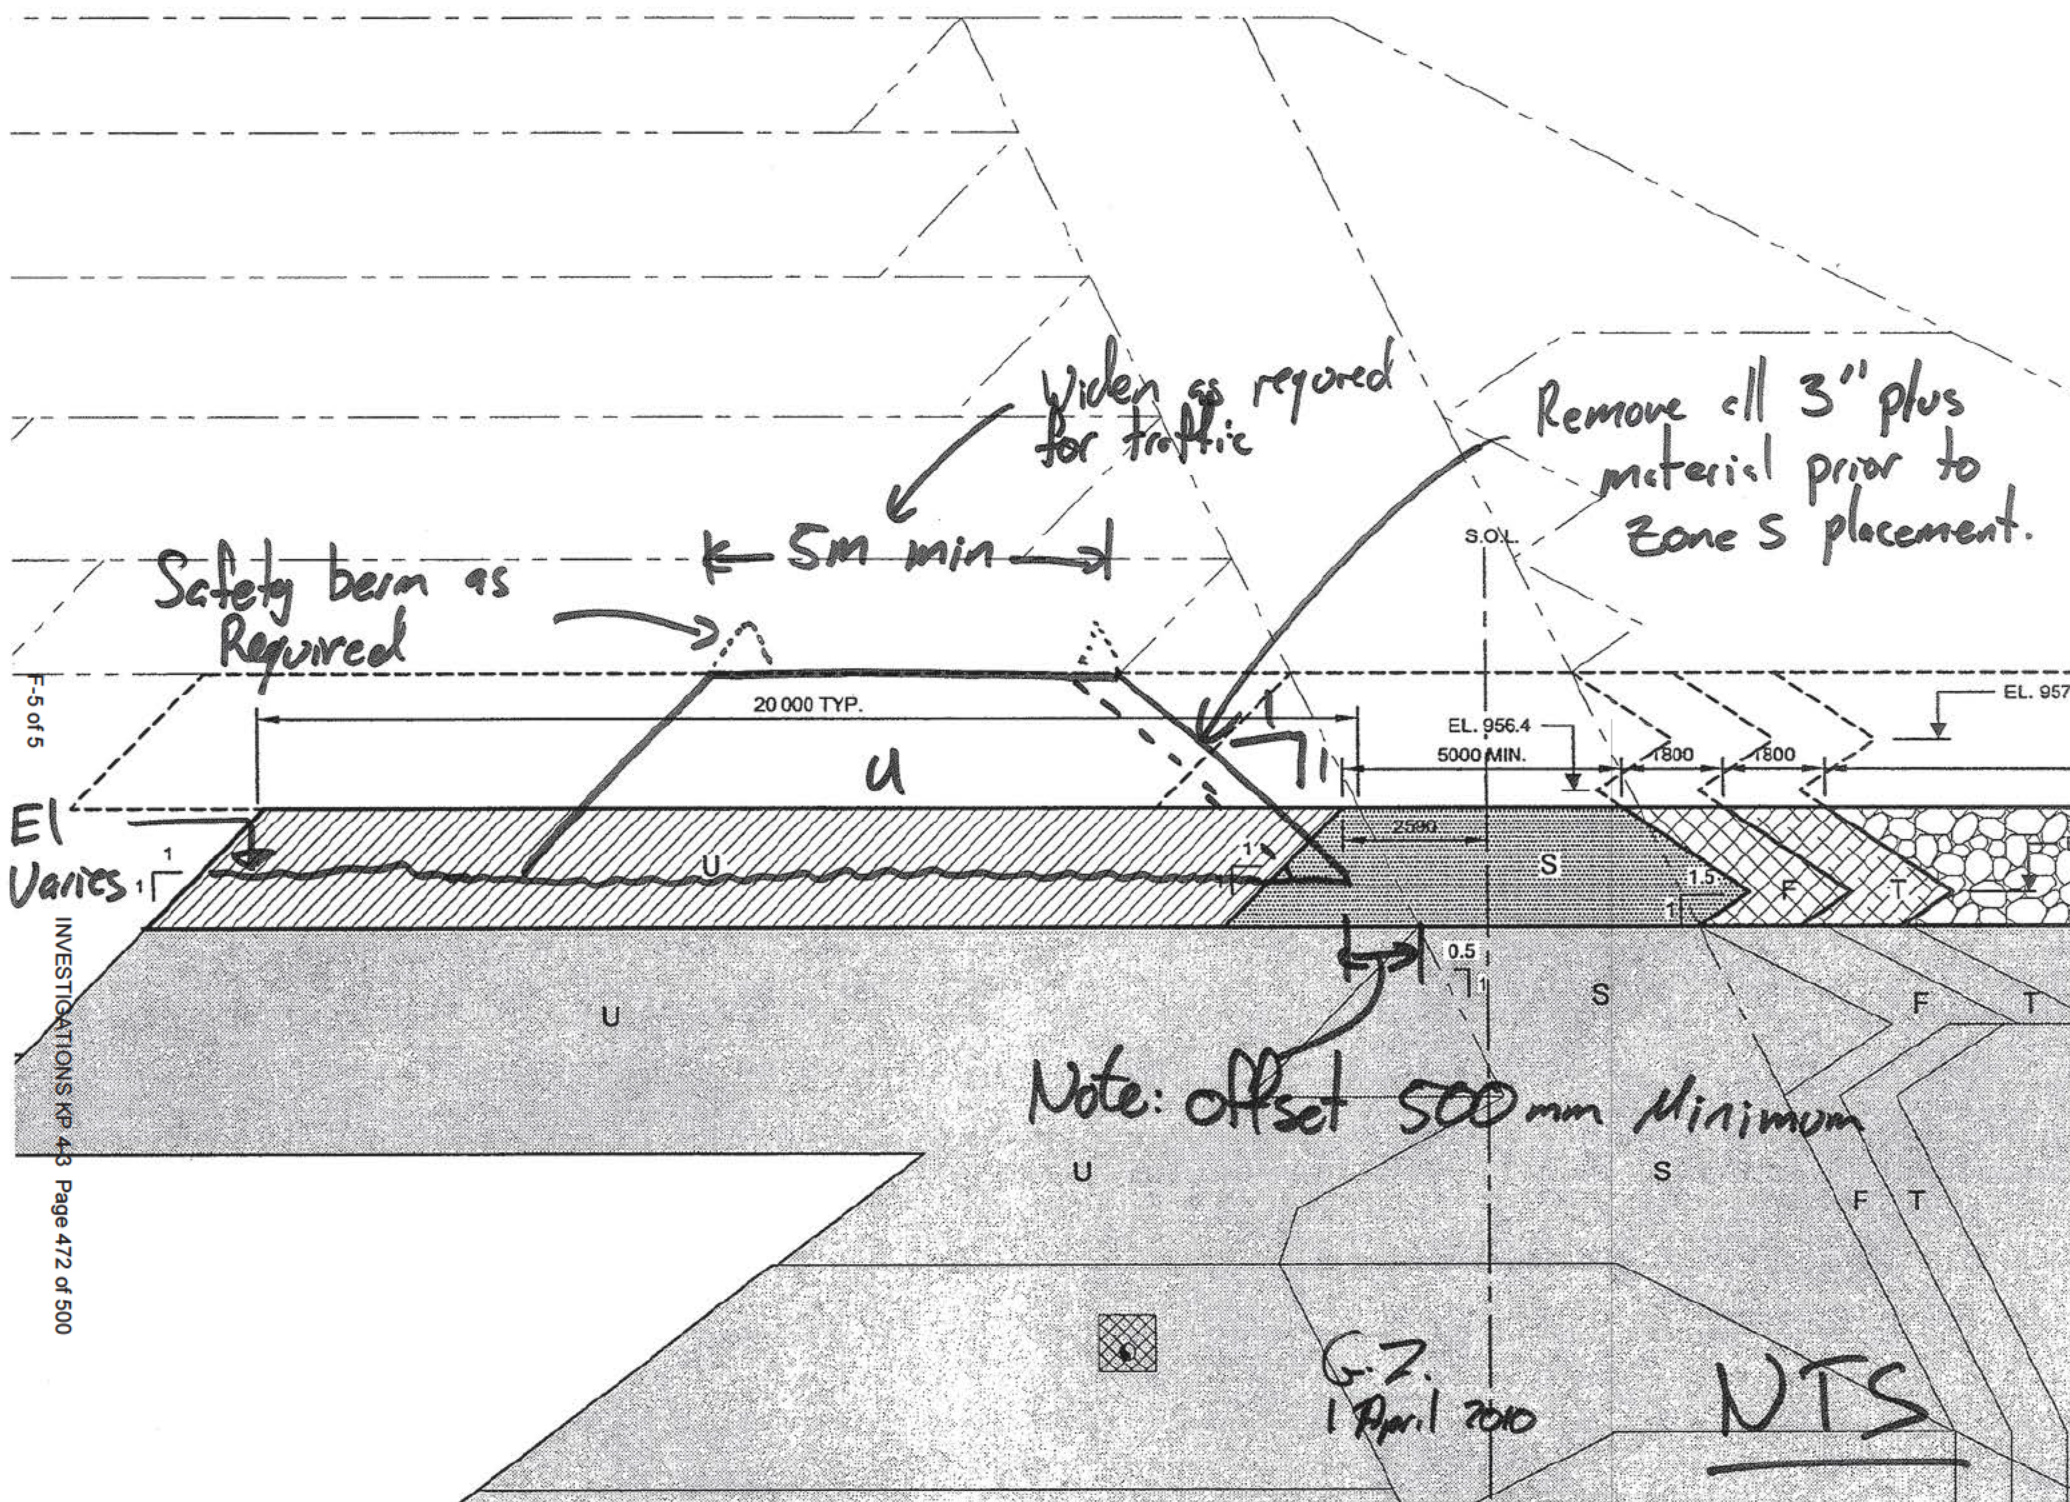 Widen as requred
for traffic
Remove all 3" plus
material prior to
Zone S placement.
5m min
S.O.L.
Safety berm as
Required
20 000 TYP.
EL. 957
EL. 956.4
5000 MIN.
1800
1800
U
1
1
El
Varies
1
1
2500
U
1
S
1.5
1
F
T
0.5
1
U
S
F
T
Note: Offset 500 mm Minimum
U
S
F
T
G.Z.
1 April 2010
NTS
F-5 of 5
INVESTIGATIONS KP 4-3 Page 472 of 500